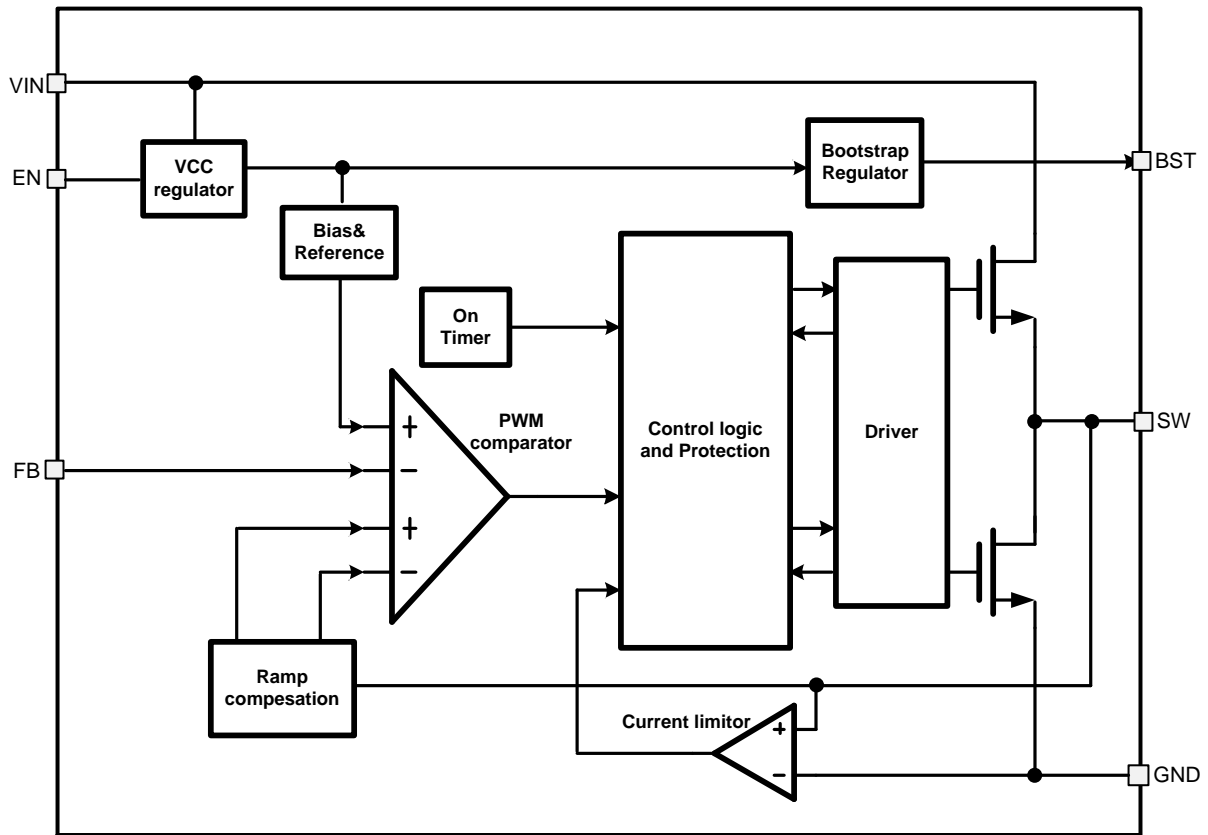 VIN
VCC
regulator
EN
Bootstrap
Regulator
BST
Bias&
Reference
On
Timer
+
PWM
comparator
−
FB
+
−
Control logic
and Protection
Driver
SW
Ramp
compesation
Current limitor
+
−
GND